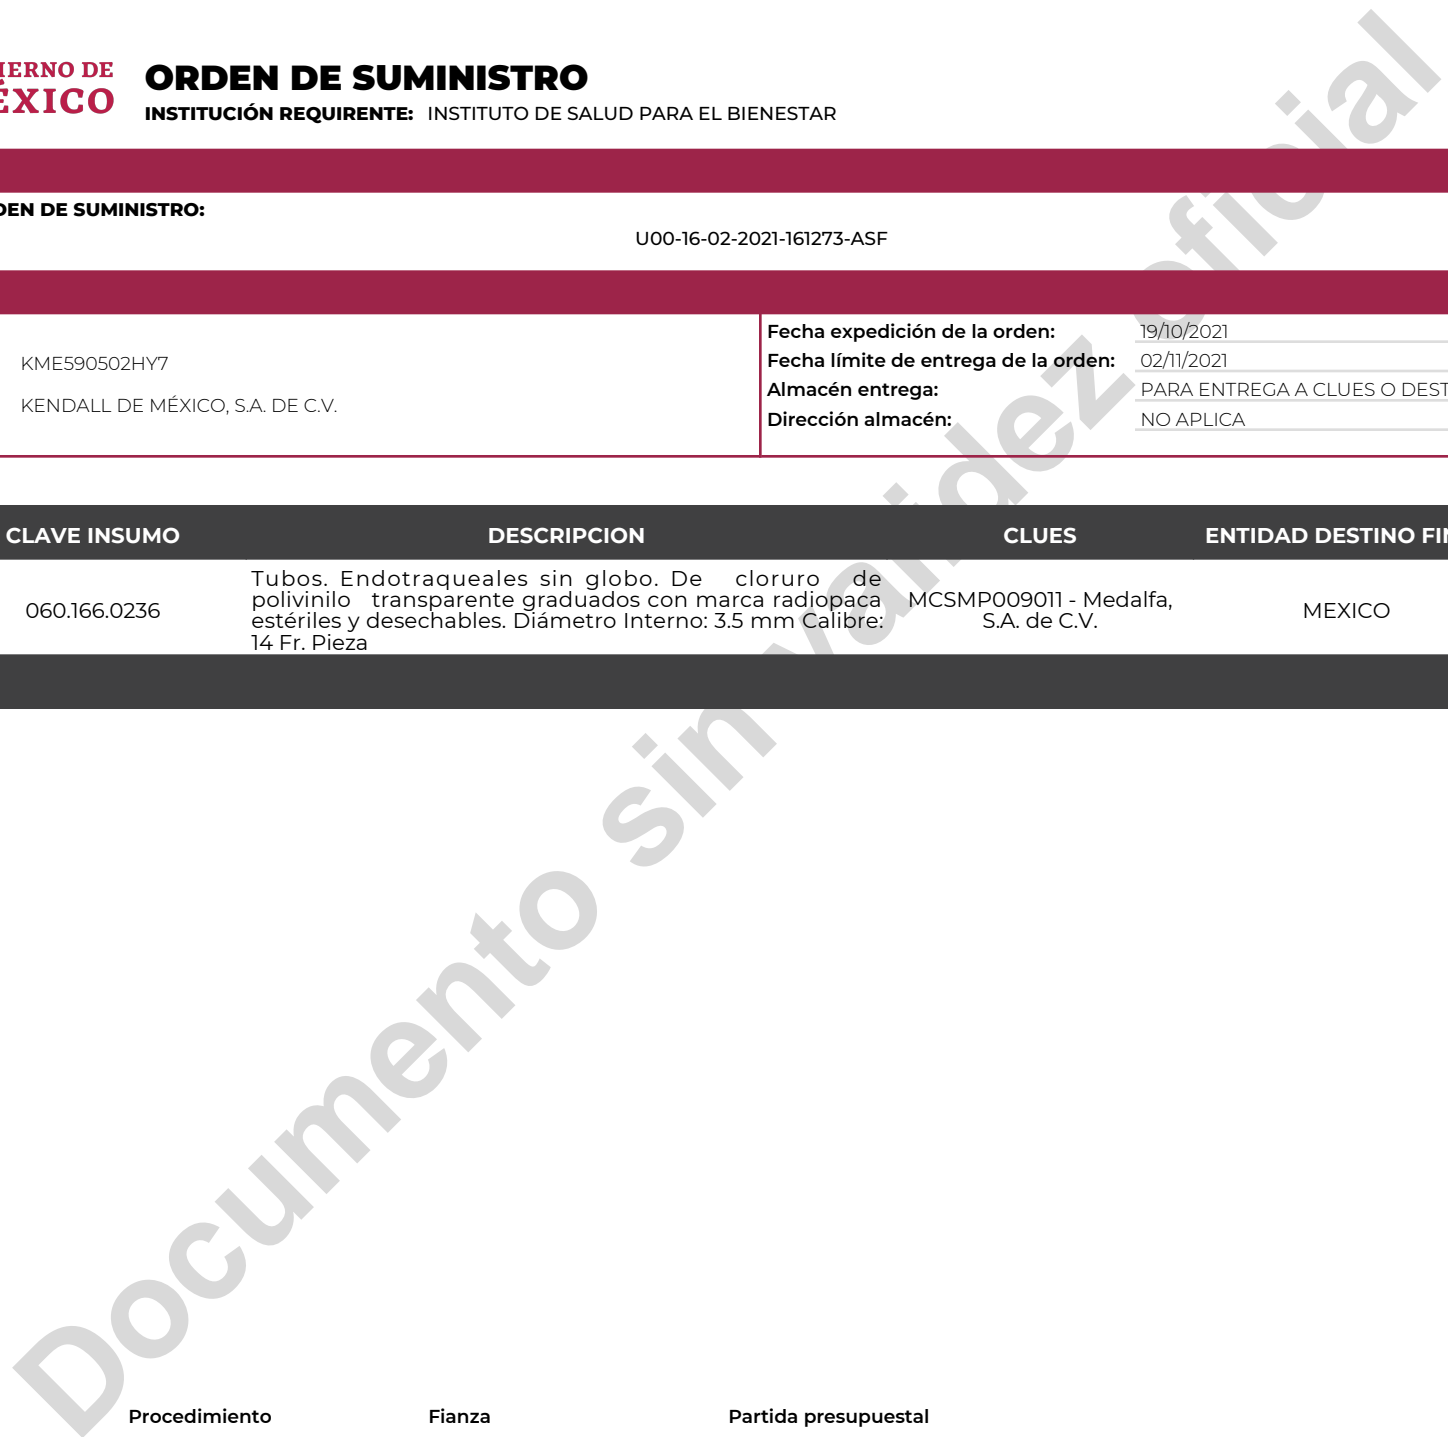 IERNO DE
ÉXICO
ORDEN DE SUMINISTRO
INSTITUCIÓN REQUIRENTE: INSTITUTO DE SALUD PARA EL BIENESTAR
DEN DE SUMINISTRO:
U00-16-02-2021-161273-ASF
KME590502HY7
KENDALL DE MÉXICO, S.A. DE C.V.
Fecha expedición de la orden: 19/10/2021
Fecha límite de entrega de la orden: 02/11/2021
Almacén entrega: PARA ENTREGA A CLUES O DEST
Dirección almacén: NO APLICA
CLAVE INSUMO DESCRIPCION CLUES ENTIDAD DESTINO FIN
060.166.0236
Tubos. Endotraqueales sin globo. De cloruro de
polivinilo transparente graduados con marca radiopaca
estériles y desechables. Diámetro Interno: 3.5 mm Calibre:
14 Fr. Pieza
MCSMP009011 - Medalfa,
S.A. de C.V.
MEXICO
Documento sin validez oficial
Procedimiento Fianza Partida presupuestal